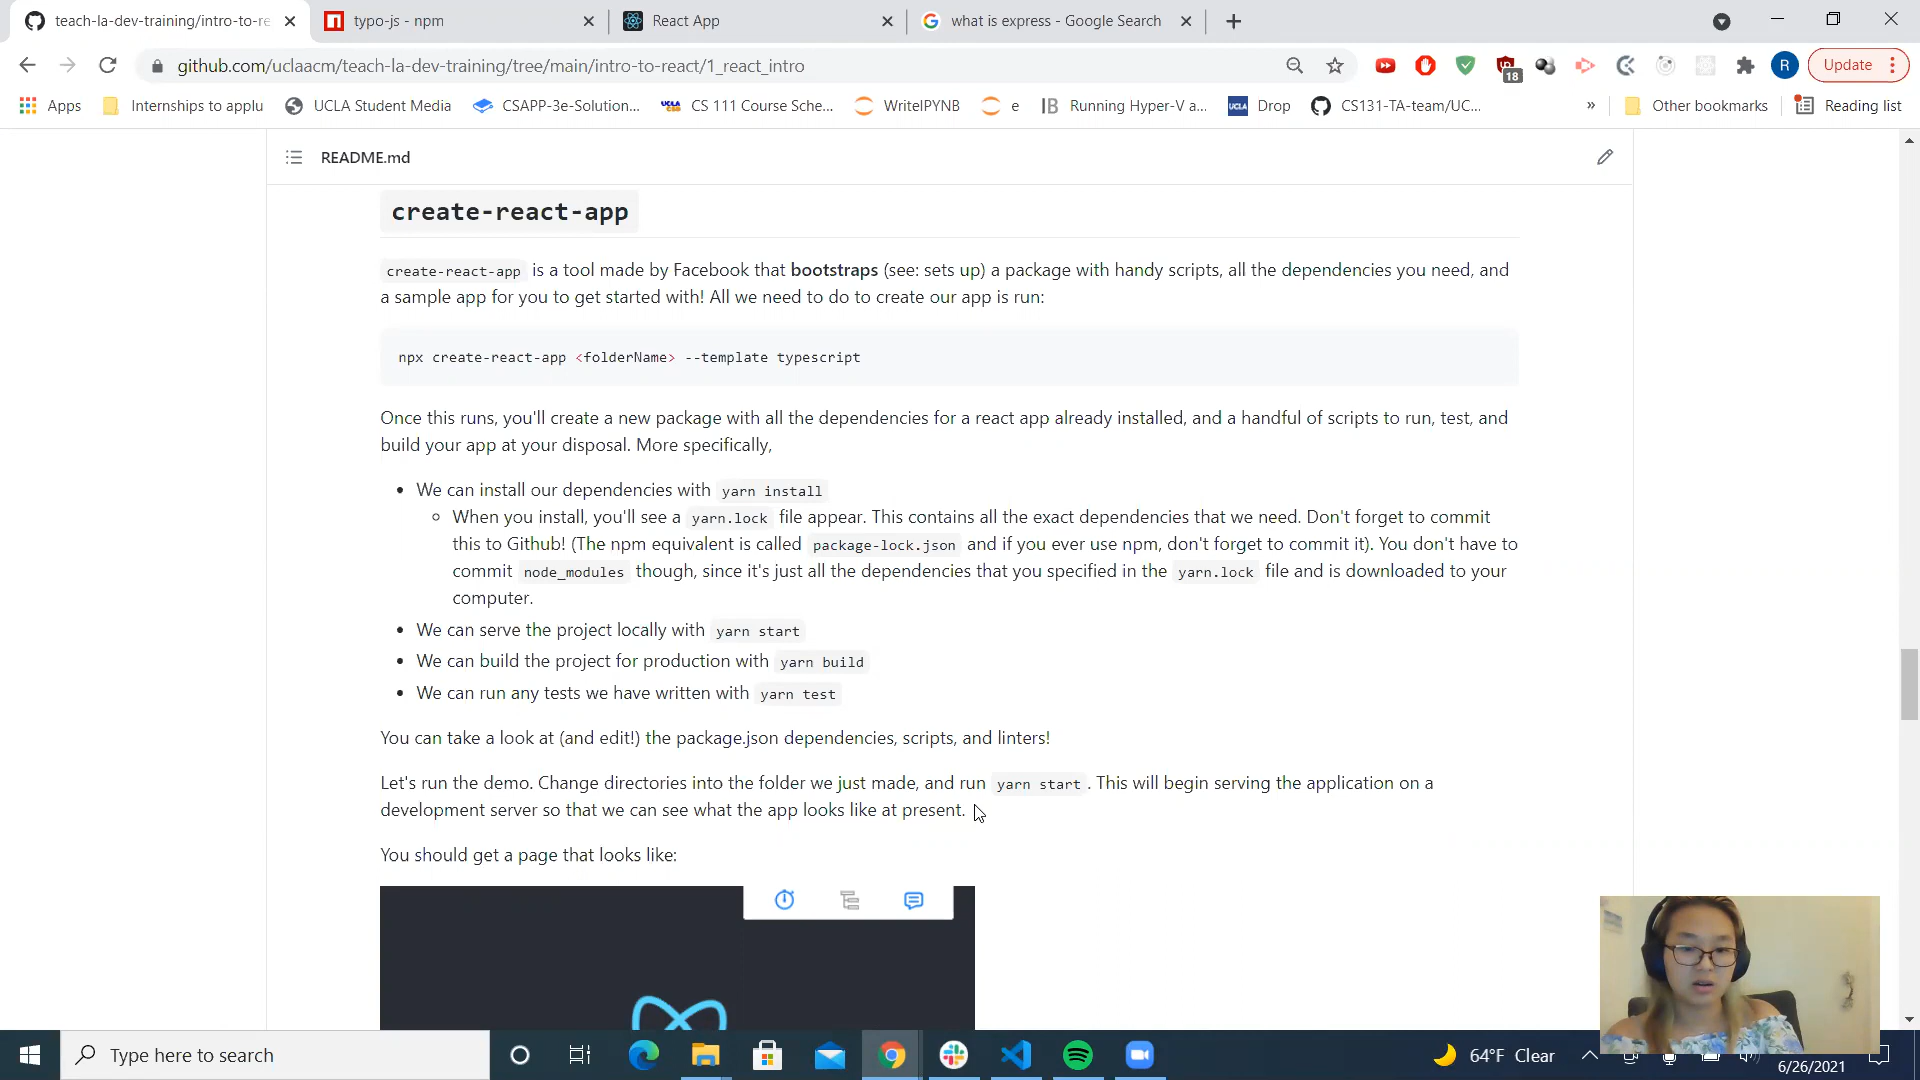 teach-la-dev-training/intro-to-re
typo-js - npm
React App
what is express - Google Search
github.com/uclaacm/teach-la-dev-training/tree/main/intro-to-react/1_react_intro
18
R
Update
Apps
Internships to applu
UCLA Student Media
CSAPP-3e-Solution...
CS 111 Course Sche...
WriteIPYNB
e
Running Hyper-V a...
Drop
CS131-TA-team/UC...
»
Other bookmarks
Reading list
README.md
create-react-app
create-react-app is a tool made by Facebook that bootstraps (see: sets up) a package with handy scripts, all the dependencies you need, and
a sample app for you to get started with! All we need to do to create our app is run:
npx create-react-app <folderName> --template typescript
Once this runs, you'll create a new package with all the dependencies for a react app already installed, and a handful of scripts to run, test, and
build your app at your disposal. More specifically,
• We can install our dependencies with yarn install
When you install, you'll see a yarn.lock file appear. This contains all the exact dependencies that we need. Don't forget to commit
this to Github! (The npm equivalent is called package-lock.json and if you ever use npm, don't forget to commit it). You don't have to
commit node_modules though, since it's just all the dependencies that you specified in the yarn.lock file and is downloaded to your
computer.
• We can serve the project locally with yarn start
• We can build the project for production with yarn build
• We can run any tests we have written with yarn test
You can take a look at (and edit!) the package.json dependencies, scripts, and linters!
Let's run the demo. Change directories into the folder we just made, and run yarn start. This will begin serving the application on a
development server so that we can see what the app looks like at present.
You should get a page that looks like:
Type here to search
64°F Clear
6/26/2021